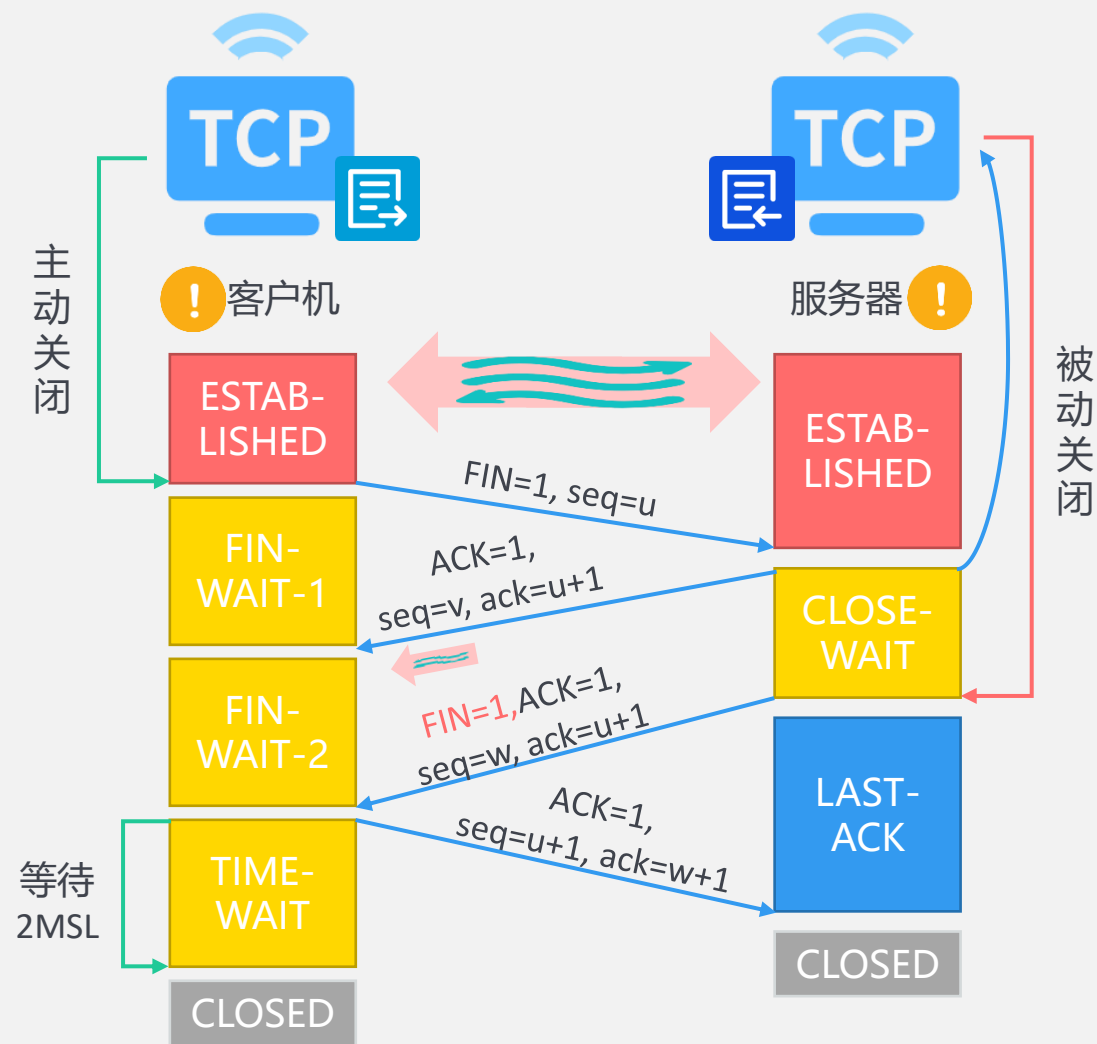 TCP
TCP
主动关闭
客户机
服务器
被动关闭
ESTAB-
LISHED
ESTAB-
LISHED
FIN=1, seq=u
FIN-
WAIT-1
ACK=1,
seq=v, ack=u+1
CLOSE-
WAIT
FIN-
WAIT-2
FIN=1,ACK=1,
seq=w, ack=u+1
LAST-
ACK
ACK=1,
seq=u+1, ack=w+1
等待
2MSL
TIME-
WAIT
CLOSED
CLOSED